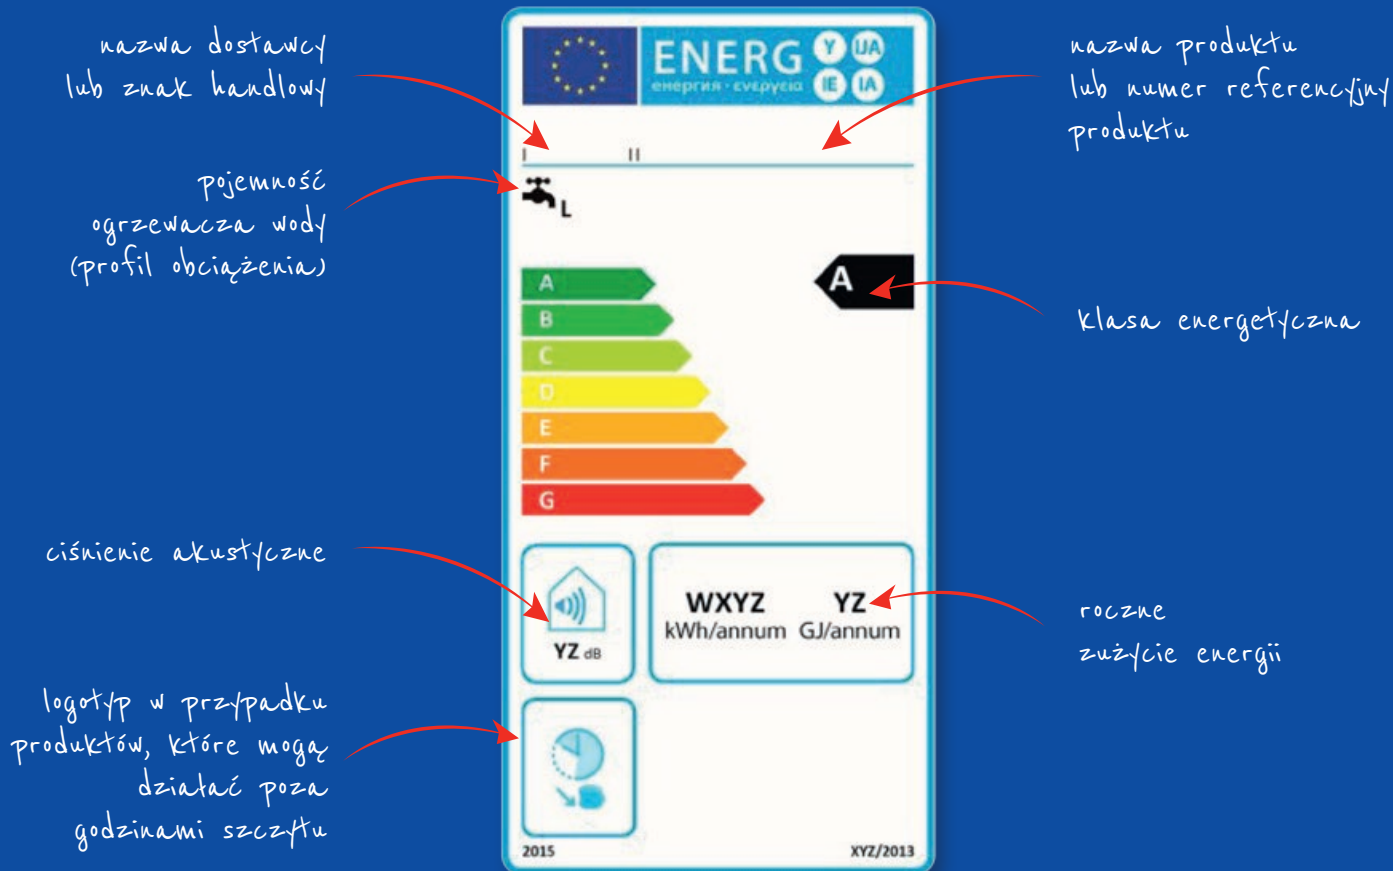 nazwa dostawcy
lub znak handlowy
pojemność
ogrzewacza wody
(profil obciążenia)
ciśnienie akustyczne
logotyp w przypadku
produktów, które mogą
działać poza
godzinami szczytu
ENERG Y IJA
енергия · ενεργεια IE IA
I II
L
A A
B
C
D
E
F
G
WXYZ YZ
kWh/annum GJ/annum
YZ dB
2015 XYZ/2013
nazwa produktu
lub numer referencyjny
produktu
klasa energetyczna
roczne
zużycie energii